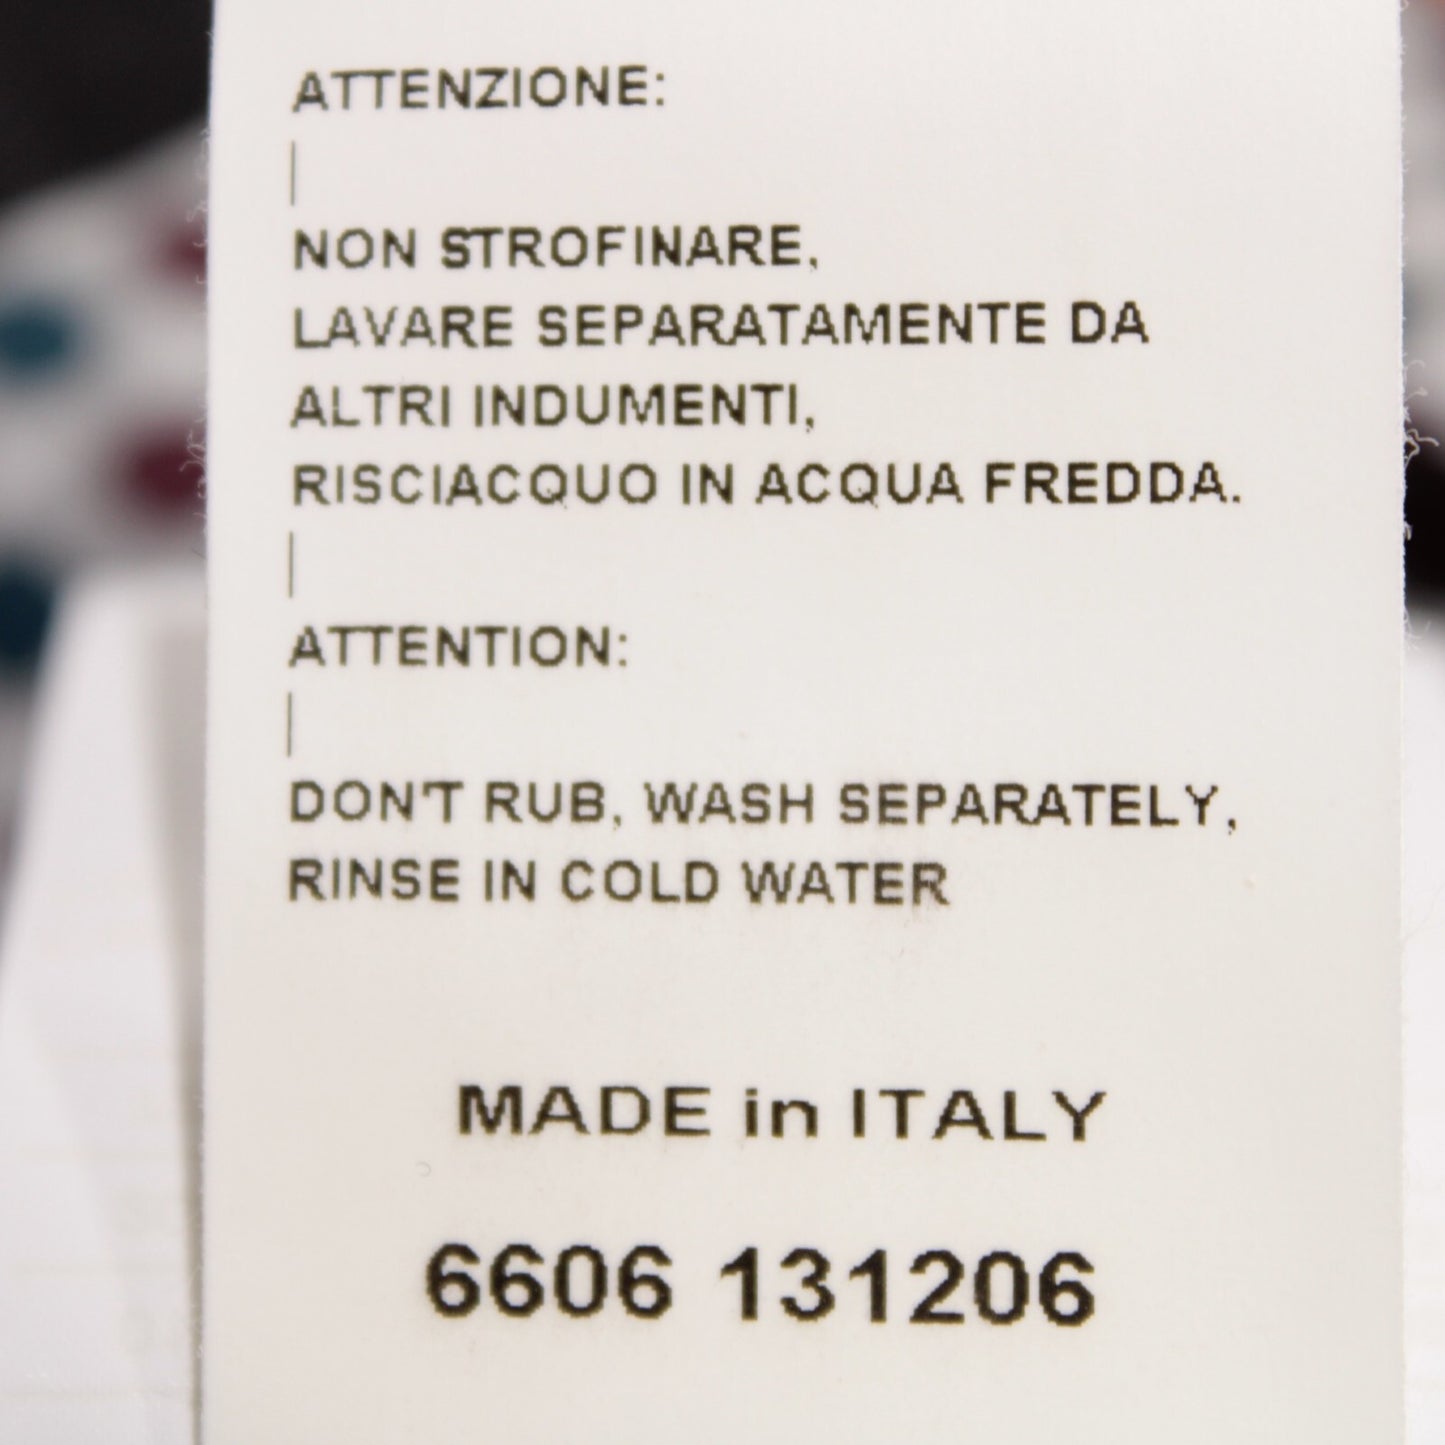 ATTENZIONE:
|
NON STROFINARE,
LAVARE SEPARATAMENTE DA
ALTRI INDUMENTI,
RISCIACQUO IN ACQUA FREDDA.
|
ATTENTION:
|
DON'T RUB, WASH SEPARATELY,
RINSE IN COLD WATER
MADE in ITALY
6606 131206